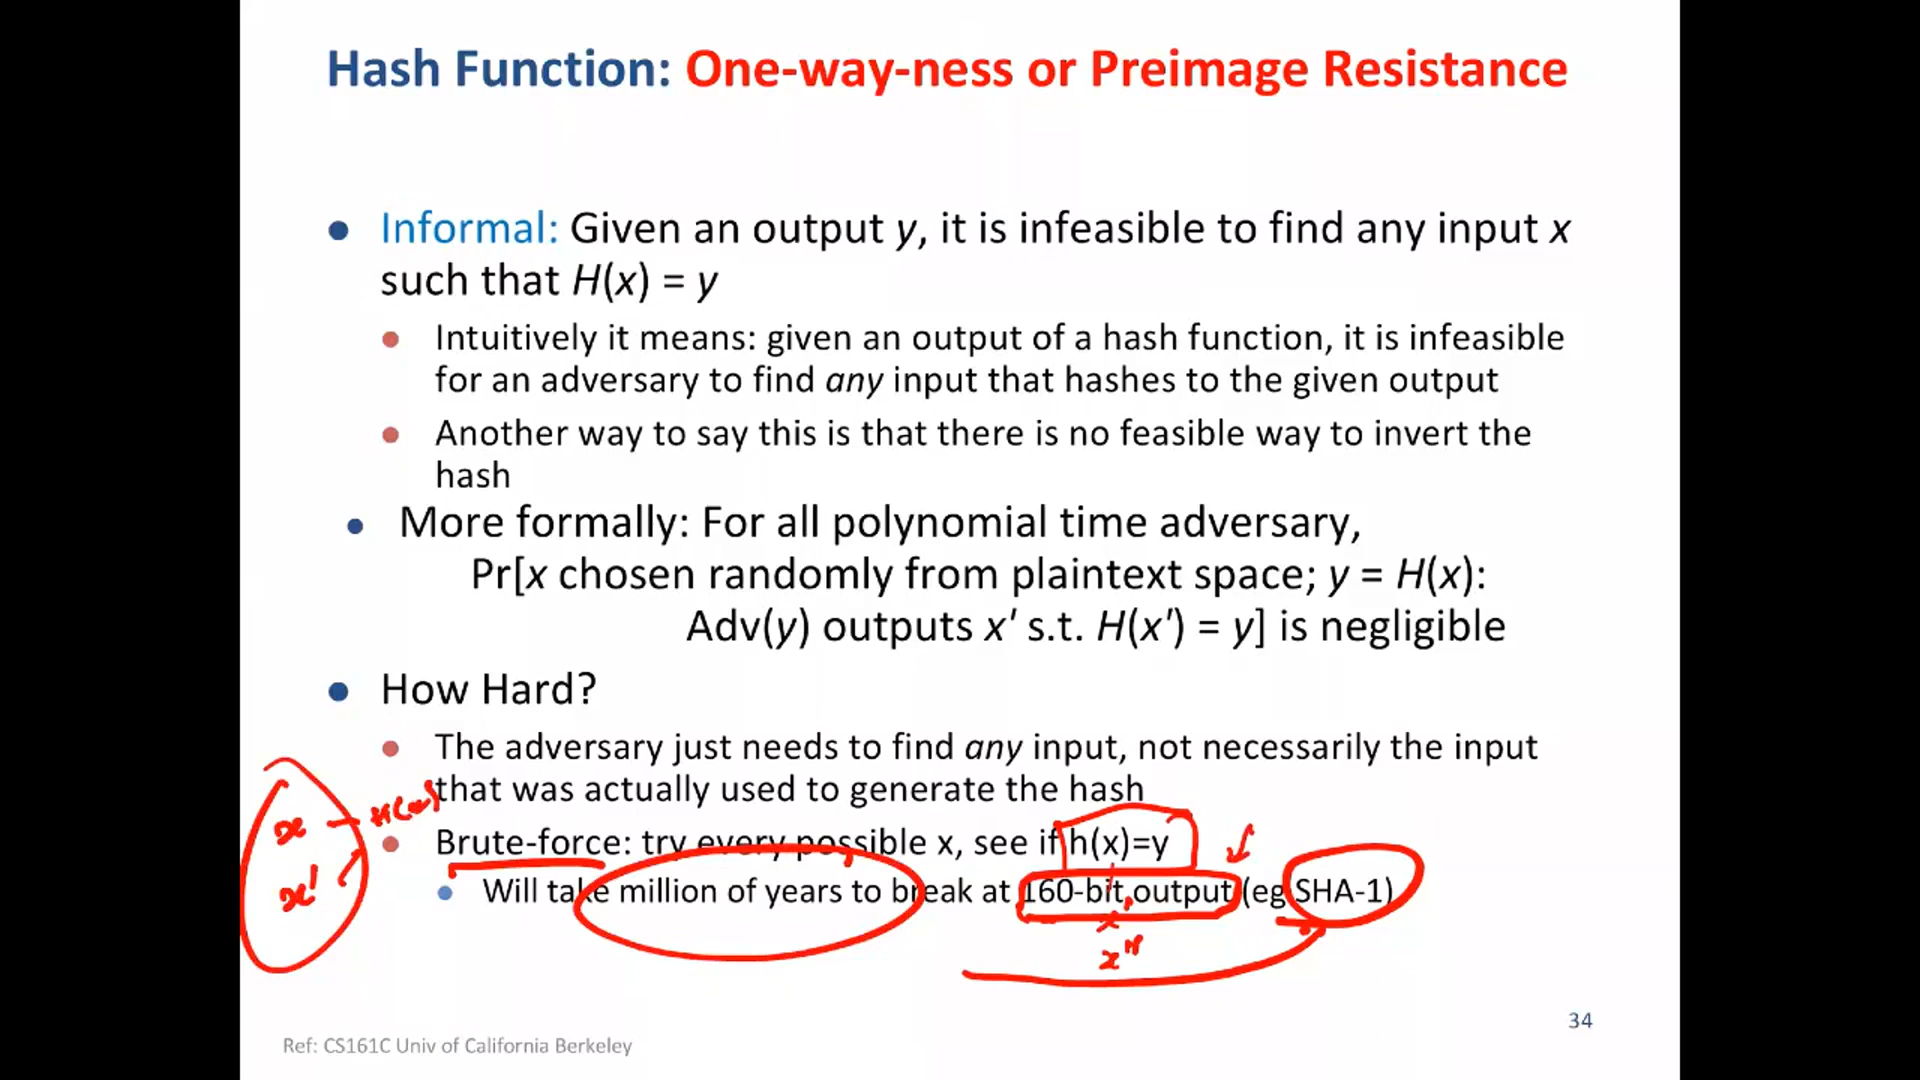 Hash Function: One-way-ness or Preimage Resistance
Informal: Given an output y, it is infeasible to find any input x
such that H(x) = y
Intuitively it means: given an output of a hash function, it is infeasible
for an adversary to find any input that hashes to the given output
Another way to say this is that there is no feasible way to invert the
hash
More formally: For all polynomial time adversary,
Pr[x chosen randomly from plaintext space; y = H(x):
Adv(y) outputs x' s.t. H(x') = y] is negligible
How Hard?
The adversary just needs to find any input, not necessarily the input
that was actually used to generate the hash
x H(x)
Brute-force: try every possible x, see if h(x)=y
x'
Will take million of years to break at 160-bit output (eg SHA-1)
x'
x"
34
Ref: CS161C Univ of California Berkeley